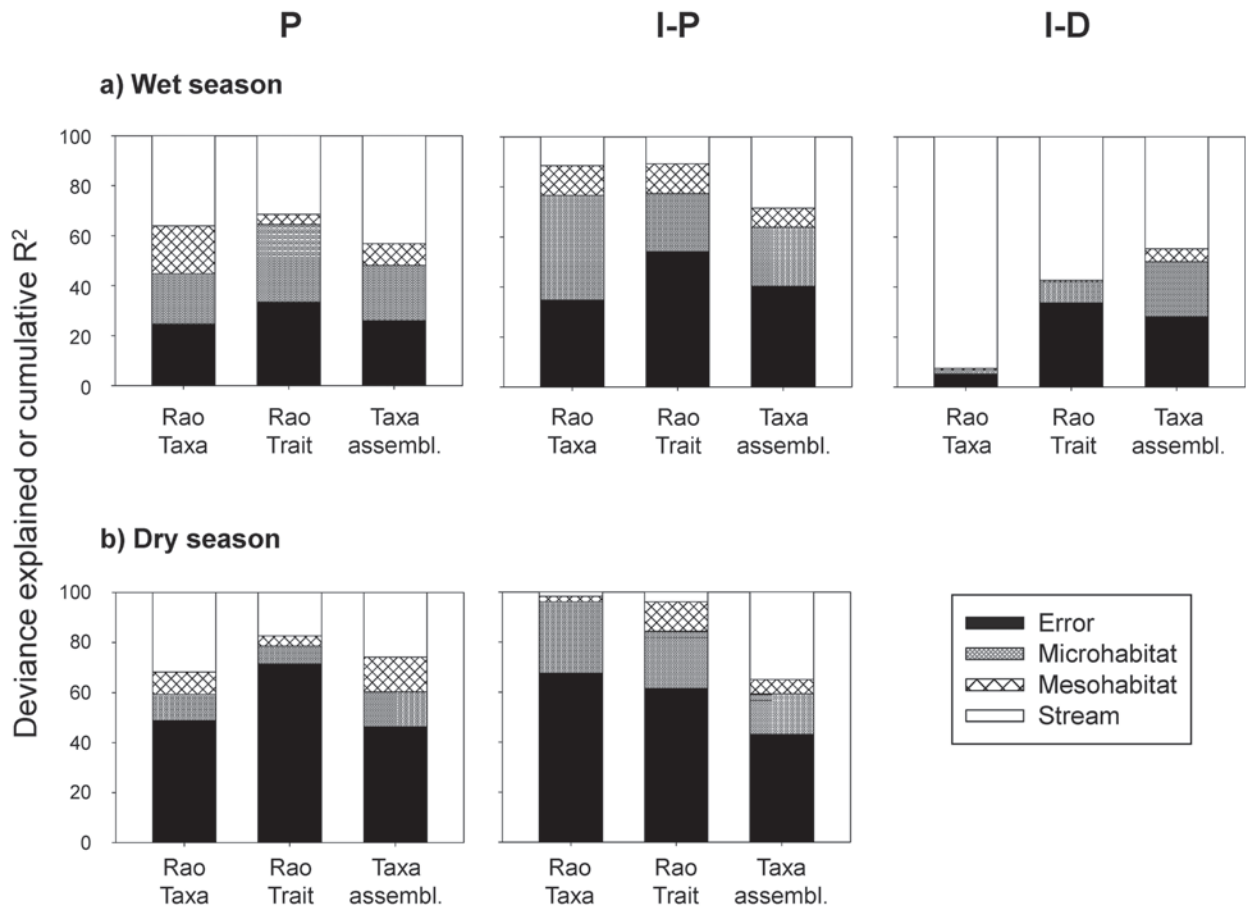 P I-P I-D
a) Wet season
Deviance explained or cumulative R²
100
80
60
40
20
0
Rao Taxa
Rao Trait
Taxa assembl.
Rao Taxa
Rao Trait
Taxa assembl.
Rao Taxa
Rao Trait
Taxa assembl.
b) Dry season
100
80
60
40
20
0
Rao Taxa
Rao Trait
Taxa assembl.
Rao Taxa
Rao Trait
Taxa assembl.
Error
Microhabitat
Mesohabitat
Stream